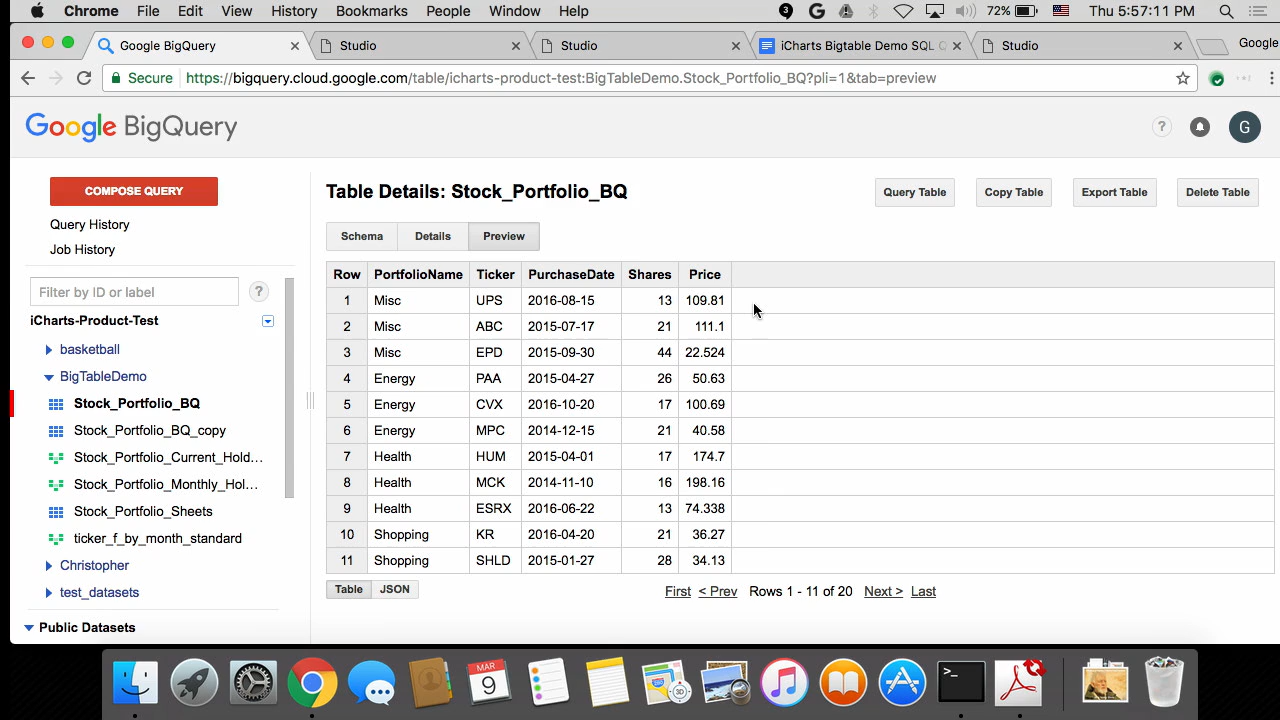 Chrome File Edit View History Bookmarks People Window Help 72% Thu 5:57:11 PM
Google BigQuery Studio Studio iCharts Bigtable Demo SQL Studio Google
Secure https://bigquery.cloud.google.com/table/icharts-product-test:BigTableDemo.Stock_Portfolio_BQ?pli=1&tab=preview
Google BigQuery ? G
COMPOSE QUERY
Query History
Job History
Filter by ID or label ?
iCharts-Product-Test
basketball
BigTableDemo
Stock_Portfolio_BQ
Stock_Portfolio_BQ_copy
Stock_Portfolio_Current_Hold...
Stock_Portfolio_Monthly_Hol...
Stock_Portfolio_Sheets
ticker_f_by_month_standard
Christopher
test_datasets
Public Datasets
Table Details: Stock_Portfolio_BQ Query Table Copy Table Export Table Delete Table
Schema Details Preview
Row PortfolioName Ticker PurchaseDate Shares Price
1 Misc UPS 2016-08-15 13 109.81
2 Misc ABC 2015-07-17 21 111.1
3 Misc EPD 2015-09-30 44 22.524
4 Energy PAA 2015-04-27 26 50.63
5 Energy CVX 2016-10-20 17 100.69
6 Energy MPC 2014-12-15 21 40.58
7 Health HUM 2015-04-01 17 174.7
8 Health MCK 2014-11-10 16 198.16
9 Health ESRX 2016-06-22 13 74.338
10 Shopping KR 2016-04-20 21 36.27
11 Shopping SHLD 2015-01-27 28 34.13
Table JSON First < Prev Rows 1 - 11 of 20 Next > Last
MAR
9
3D
>_